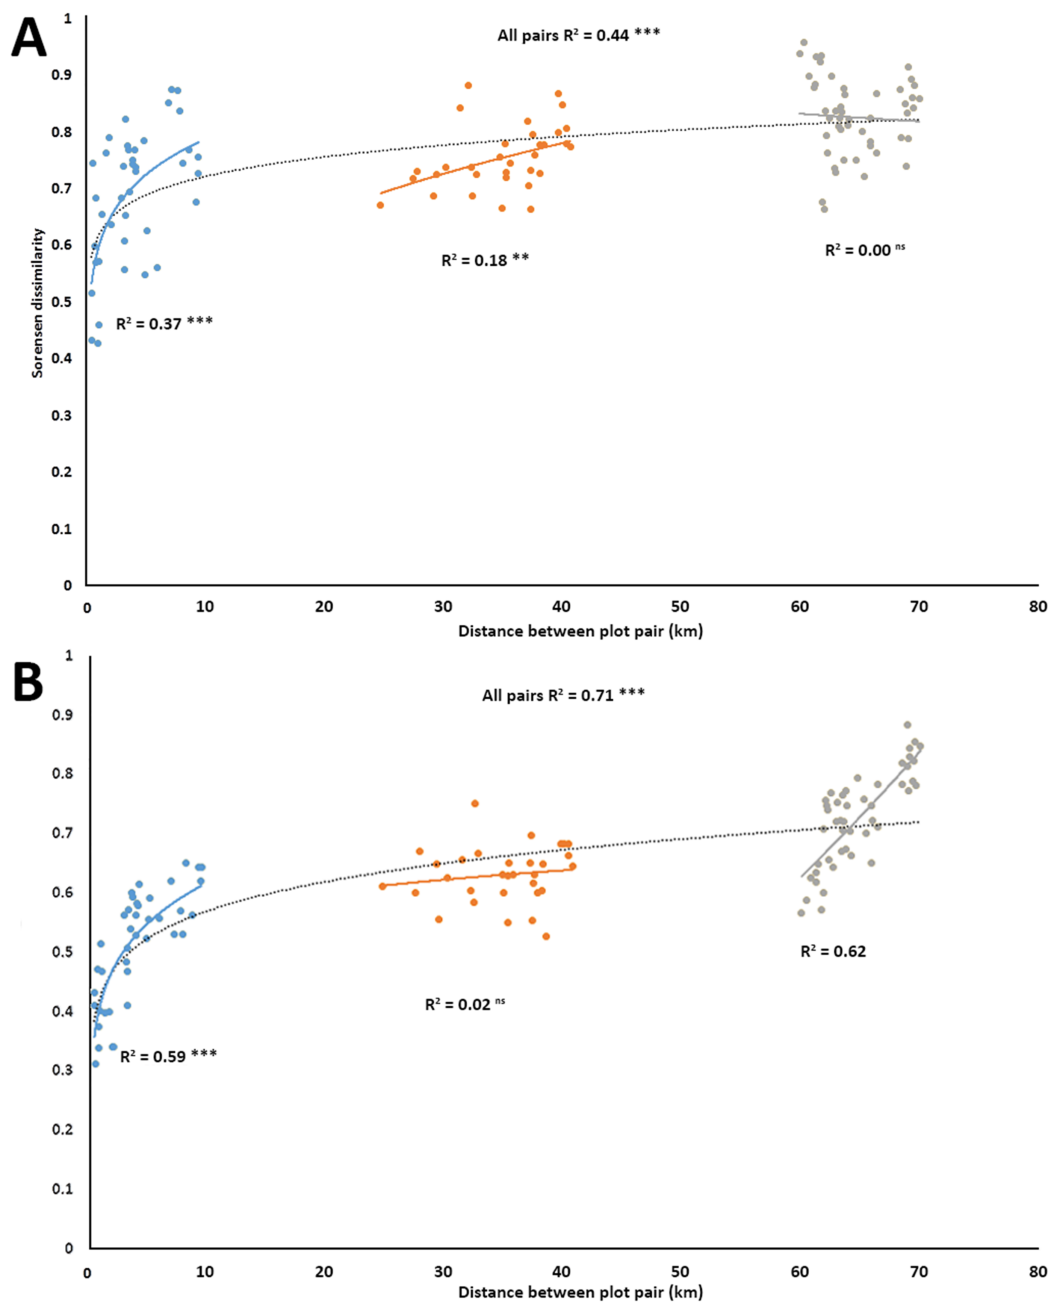 A
All pairs R² = 0.44 ***
1
0.9
0.8
0.7
0.6
0.5
0.4
0.3
0.2
0.1
0
Sorensen dissimilarity
R² = 0.37 ***
R² = 0.18 **
R² = 0.00 ns
0 10 20 30 40 50 60 70 80
Distance between plot pair (km)
B
All pairs R² = 0.71 ***
1
0.9
0.8
0.7
0.6
0.5
0.4
0.3
0.2
0.1
0
R² = 0.59 ***
R² = 0.02 ns
R² = 0.62
0 10 20 30 40 50 60 70 80
Distance between plot pair (km)